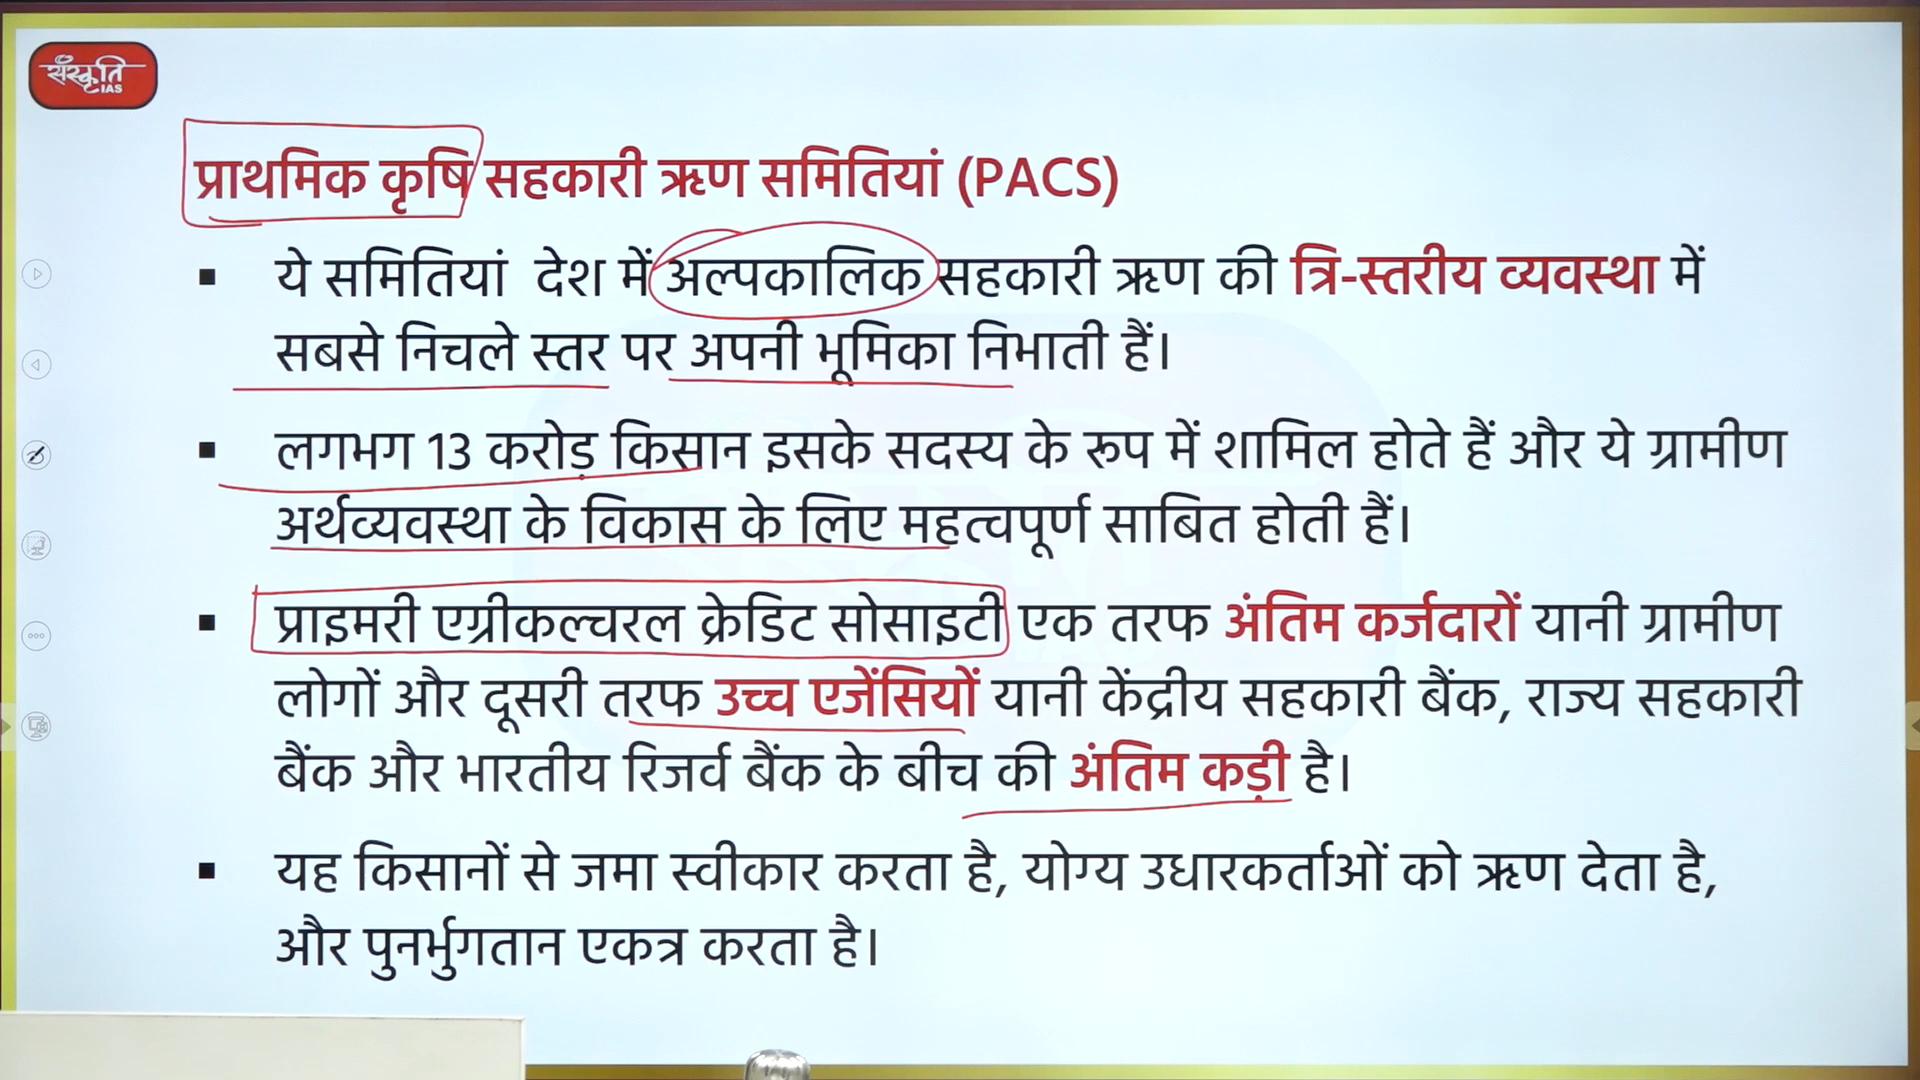 संस्कृति
IAS
प्राथमिक कृषि सहकारी ऋण समितियां (PACS)
▪ ये समितियां देश में अल्पकालिक सहकारी ऋण की त्रि-स्तरीय व्यवस्था में
सबसे निचले स्तर पर अपनी भूमिका निभाती हैं।
▪ लगभग 13 करोड़ किसान इसके सदस्य के रूप में शामिल होते हैं और ये ग्रामीण
अर्थव्यवस्था के विकास के लिए महत्वपूर्ण साबित होती हैं।
▪ प्राइमरी एग्रीकल्चरल क्रेडिट सोसाइटी एक तरफ अंतिम कर्जदारों यानी ग्रामीण
लोगों और दूसरी तरफ उच्च एजेंसियों यानी केंद्रीय सहकारी बैंक, राज्य सहकारी
बैंक और भारतीय रिजर्व बैंक के बीच की अंतिम कड़ी है।
▪ यह किसानों से जमा स्वीकार करता है, योग्य उधारकर्ताओं को ऋण देता है,
और पुनर्भुगतान एकत्र करता है।